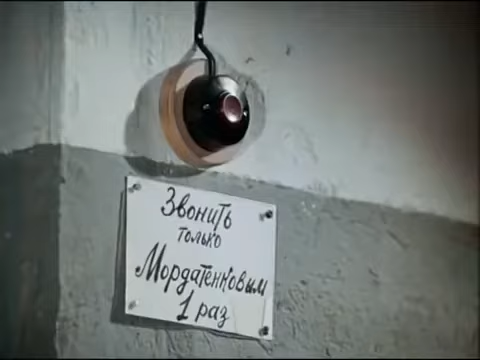 Звонить
только
Мордатенковым
1 раз